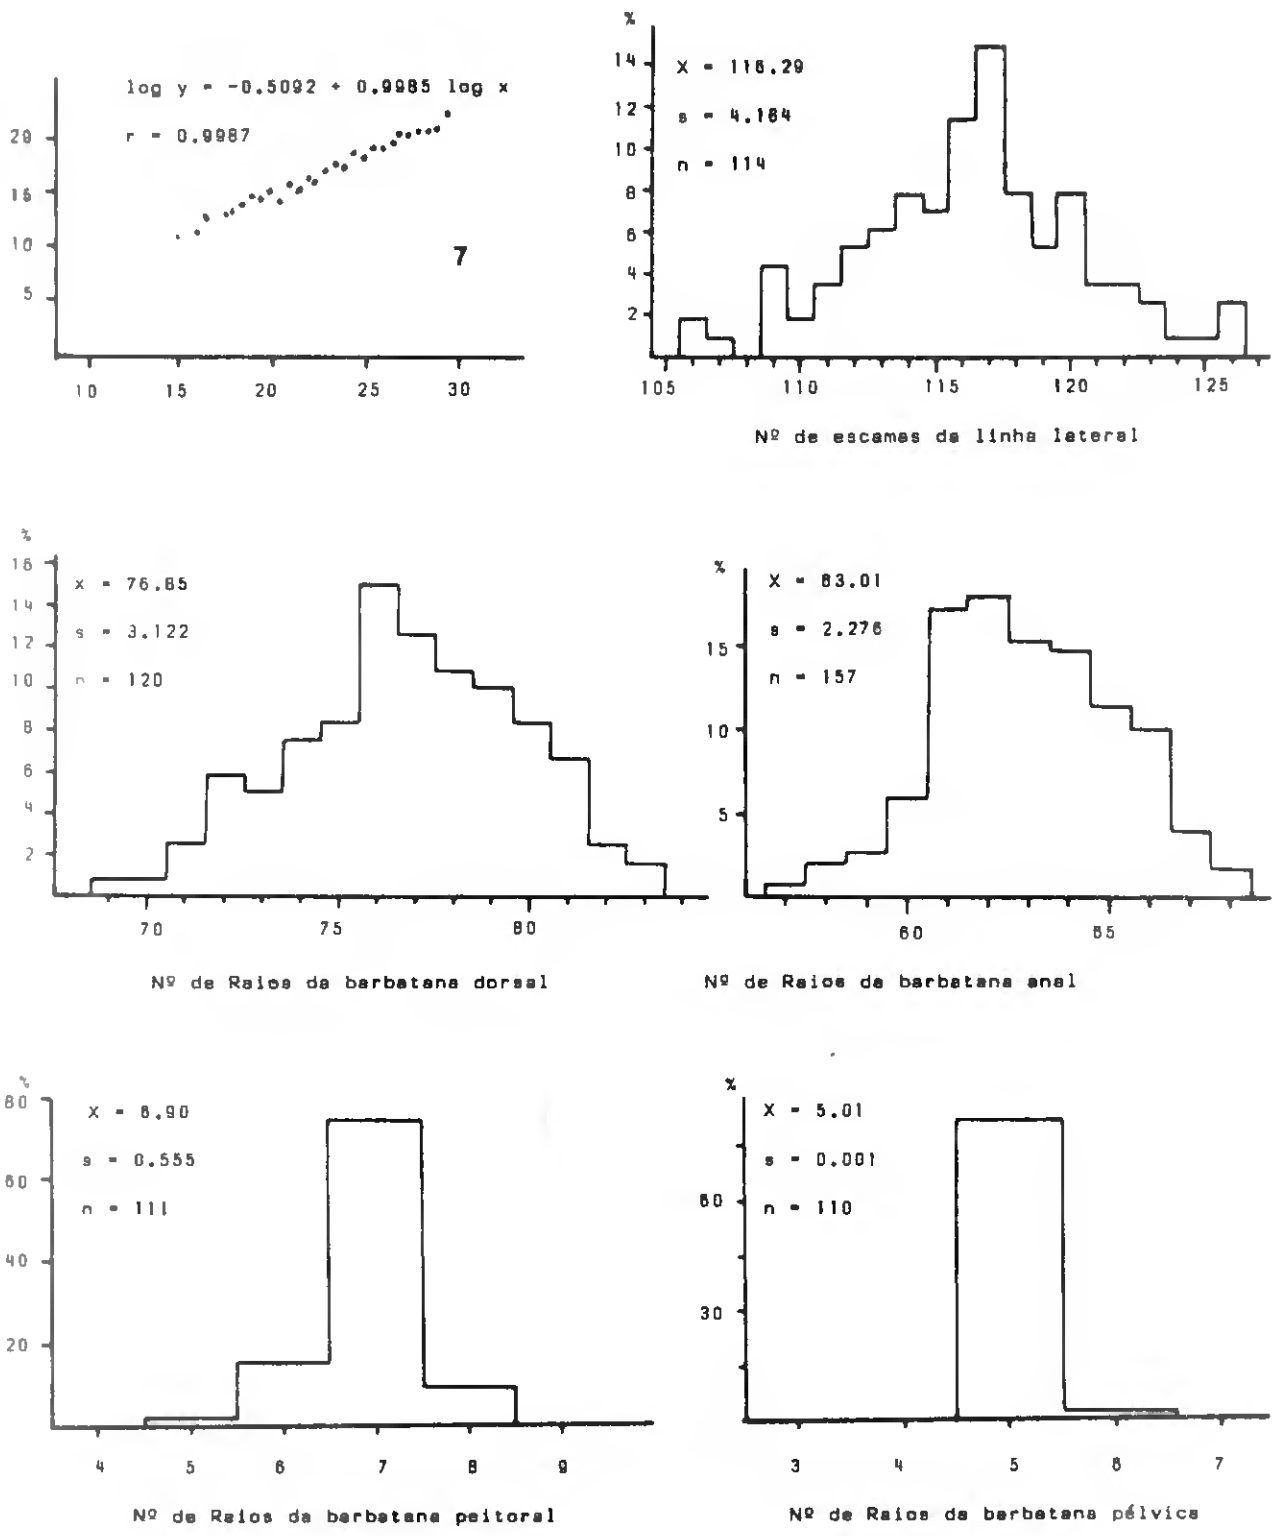 log y = -0.5092 + 0.9985 log x
r = 0.9987
20
15
10
5
7
10 15 20 25 30
%
14
12
10
8
6
4
2
X = 116.29
s = 4.164
n = 114
105 110 115 120 125
Nº de escamas da linha lateral
%
16
14
12
10
8
6
4
2
X = 76.85
s = 3.122
n = 120
70 75 80
Nº de Raios da barbatana dorsal
%
15
10
5
X = 63.01
s = 2.276
n = 157
60 65
Nº de Raios da barbatana anal
%
80
60
40
20
X = 6.90
s = 0.555
n = 111
4 5 6 7 8 9
Nº de Raios da barbatana peitoral
%
60
30
X = 5.01
s = 0.001
n = 110
3 4 5 6 7
Nº de Raios da barbatana pélvica